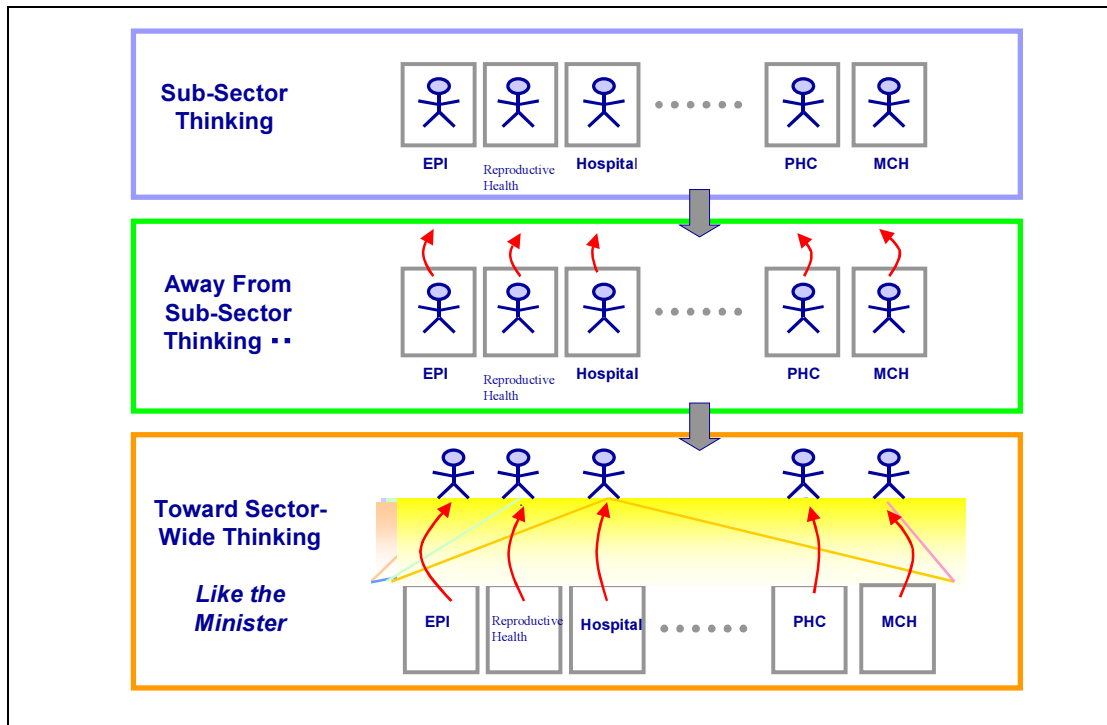 Sub-Sector
Thinking
EPI
Reproductive
Health
Hospital
PHC
MCH
Away From
Sub-Sector
Thinking ··
EPI
Reproductive
Health
Hospital
PHC
MCH
Toward Sector-
Wide Thinking
Like the
Minister
EPI
Reproductive
Health
Hospital
PHC
MCH